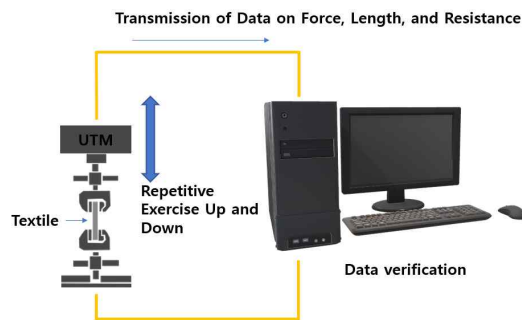 Transmission of Data on Force, Length, and Resistance
UTM
Repetitive
Exercise Up and
Down
Textile
Data verification